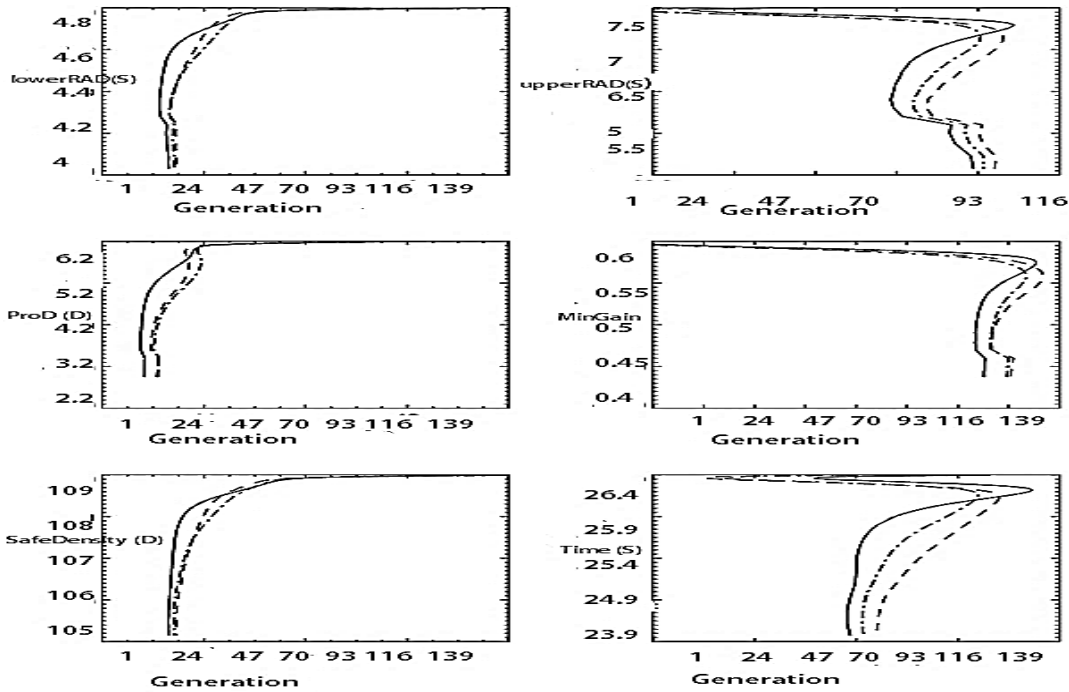 4.8
4.6
lowerRAD(S)
4.4
4.2
4
1 24 47 70 93 116 139
Generation
7.5
7
upperRAD(S)
6.5
5
5.5
1 24 47 70 93 116
Generation
6.2
5.2
ProD (D)
4.2
3.2
2.2
1 24 47 70 93 116 139
Generation
0.6
0.55
MinGain
0.5
0.45
0.4
1 24 47 70 93 116 139
Generation
109
108
SafeDensity (D)
107
106
105
1 24 47 70 93 116 139
Generation
26.4
25.9
Time (S)
25.4
24.9
23.9
1 24 70 93 116 139
Generation